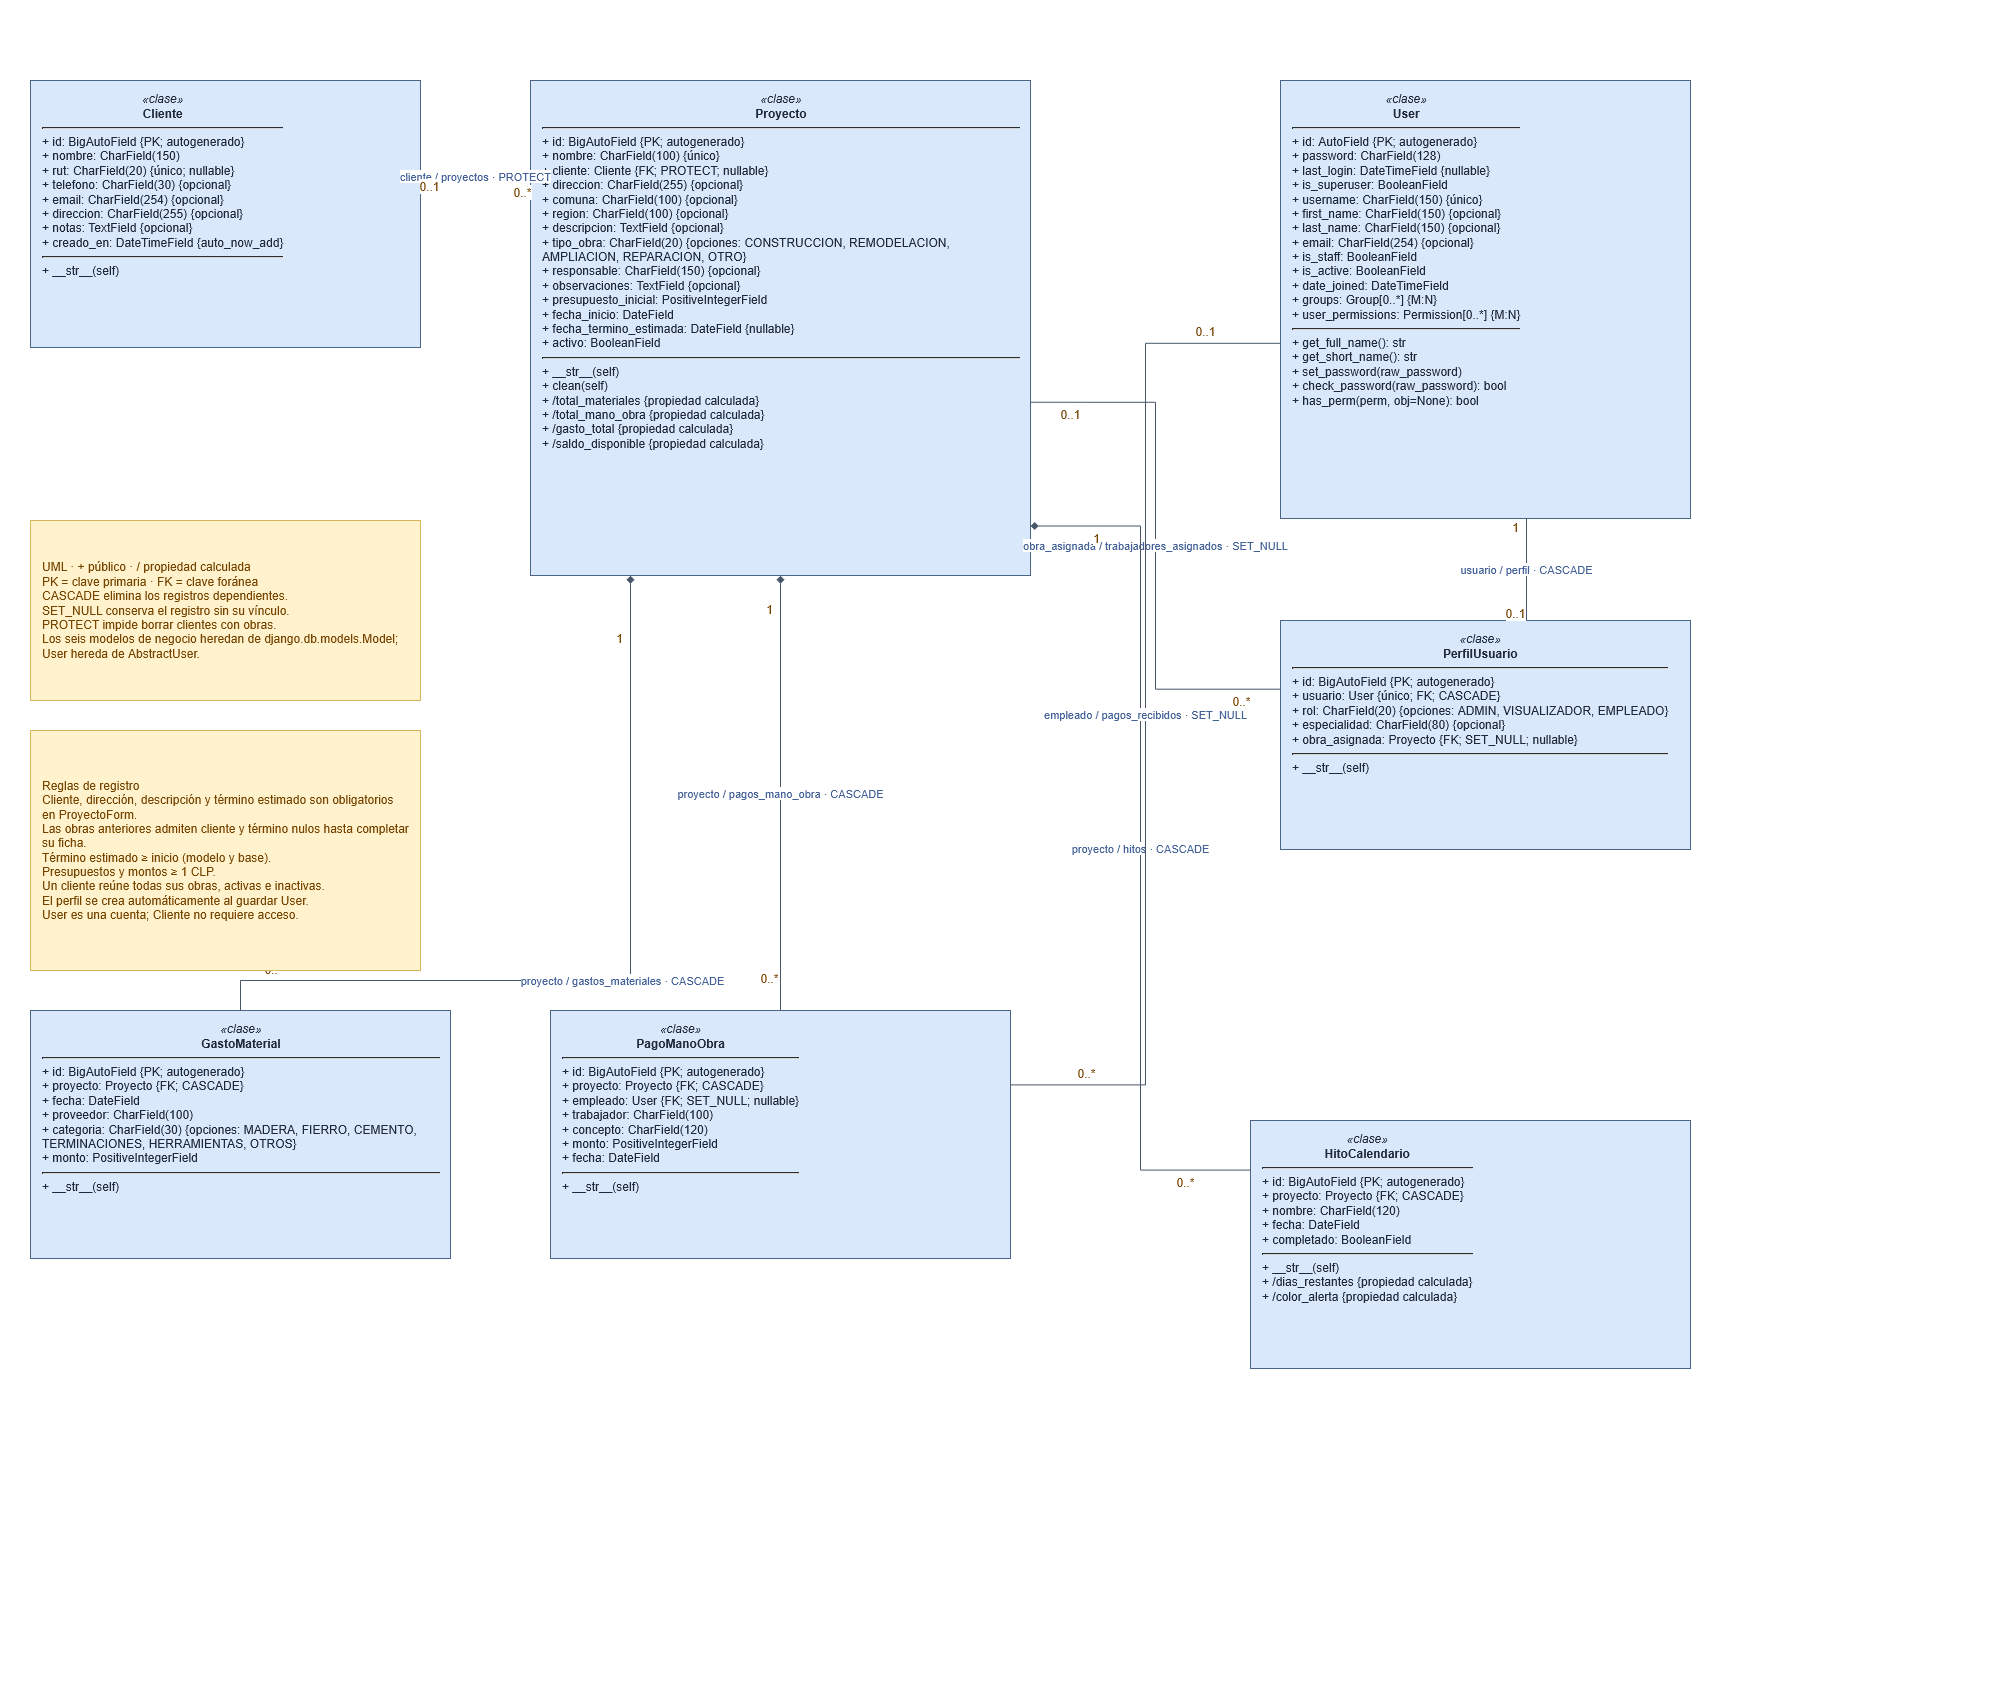 «clase»
Cliente
+ id: BigAutoField {PK; autogenerado}
+ nombre: CharField(150)
+ rut: CharField(20) {único; nullable}
+ telefono: CharField(30) {opcional}
+ email: CharField(254) {opcional}
+ direccion: CharField(255) {opcional}
+ notas: TextField {opcional}
+ creado_en: DateTimeField {auto_now_add}
+ __str__(self)
cliente / proyectos · PROTECT
0..1
0..*
«clase»
Proyecto
+ id: BigAutoField {PK; autogenerado}
+ nombre: CharField(100) {único}
+ cliente: Cliente {FK; PROTECT; nullable}
+ direccion: CharField(255) {opcional}
+ comuna: CharField(100) {opcional}
+ region: CharField(100) {opcional}
+ descripcion: TextField {opcional}
+ tipo_obra: CharField(20) {opciones: CONSTRUCCION, REMODELACION,
AMPLIACION, REPARACION, OTRO}
+ responsable: CharField(150) {opcional}
+ observaciones: TextField {opcional}
+ presupuesto_inicial: PositiveIntegerField
+ fecha_inicio: DateField
+ fecha_termino_estimada: DateField {nullable}
+ activo: BooleanField
+ __str__(self)
+ clean(self)
+ /total_materiales {propiedad calculada}
+ /total_mano_obra {propiedad calculada}
+ /gasto_total {propiedad calculada}
+ /saldo_disponible {propiedad calculada}
«clase»
User
+ id: AutoField {PK; autogenerado}
+ password: CharField(128)
+ last_login: DateTimeField {nullable}
+ is_superuser: BooleanField
+ username: CharField(150) {único}
+ first_name: CharField(150) {opcional}
+ last_name: CharField(150) {opcional}
+ email: CharField(254) {opcional}
+ is_staff: BooleanField
+ is_active: BooleanField
+ date_joined: DateTimeField
+ groups: Group[0..*] {M:N}
+ user_permissions: Permission[0..*] {M:N}
+ get_full_name(): str
+ get_short_name(): str
+ set_password(raw_password)
+ check_password(raw_password): bool
+ has_perm(perm, obj=None): bool
0..1
0..1
1
obra_asignada / trabajadores_asignados · SET_NULL
1
usuario / perfil · CASCADE
0..1
UML · + público · / propiedad calculada
PK = clave primaria · FK = clave foránea
CASCADE elimina los registros dependientes.
SET_NULL conserva el registro sin su vínculo.
PROTECT impide borrar clientes con obras.
Los seis modelos de negocio heredan de django.db.models.Model;
User hereda de AbstractUser.
1
1
«clase»
PerfilUsuario
+ id: BigAutoField {PK; autogenerado}
+ usuario: User {único; FK; CASCADE}
+ rol: CharField(20) {opciones: ADMIN, VISUALIZADOR, EMPLEADO}
+ especialidad: CharField(80) {opcional}
+ obra_asignada: Proyecto {FK; SET_NULL; nullable}
+ __str__(self)
0..*
empleado / pagos_recibidos · SET_NULL
Reglas de registro
Cliente, dirección, descripción y término estimado son obligatorios
en ProyectoForm.
Las obras anteriores admiten cliente y término nulos hasta completar
su ficha.
Término estimado ≥ inicio (modelo y base).
Presupuestos y montos ≥ 1 CLP.
Un cliente reúne todas sus obras, activas e inactivas.
El perfil se crea automáticamente al guardar User.
User es una cuenta; Cliente no requiere acceso.
proyecto / pagos_mano_obra · CASCADE
proyecto / hitos · CASCADE
proyecto / gastos_materiales · CASCADE
0..*
«clase»
GastoMaterial
+ id: BigAutoField {PK; autogenerado}
+ proyecto: Proyecto {FK; CASCADE}
+ fecha: DateField
+ proveedor: CharField(100)
+ categoria: CharField(30) {opciones: MADERA, FIERRO, CEMENTO,
TERMINACIONES, HERRAMIENTAS, OTROS}
+ monto: PositiveIntegerField
+ __str__(self)
«clase»
PagoManoObra
+ id: BigAutoField {PK; autogenerado}
+ proyecto: Proyecto {FK; CASCADE}
+ empleado: User {FK; SET_NULL; nullable}
+ trabajador: CharField(100)
+ concepto: CharField(120)
+ monto: PositiveIntegerField
+ fecha: DateField
+ __str__(self)
0..*
0..*
«clase»
HitoCalendario
+ id: BigAutoField {PK; autogenerado}
+ proyecto: Proyecto {FK; CASCADE}
+ nombre: CharField(120)
+ fecha: DateField
+ completado: BooleanField
+ __str__(self)
+ /dias_restantes {propiedad calculada}
+ /color_alerta {propiedad calculada}